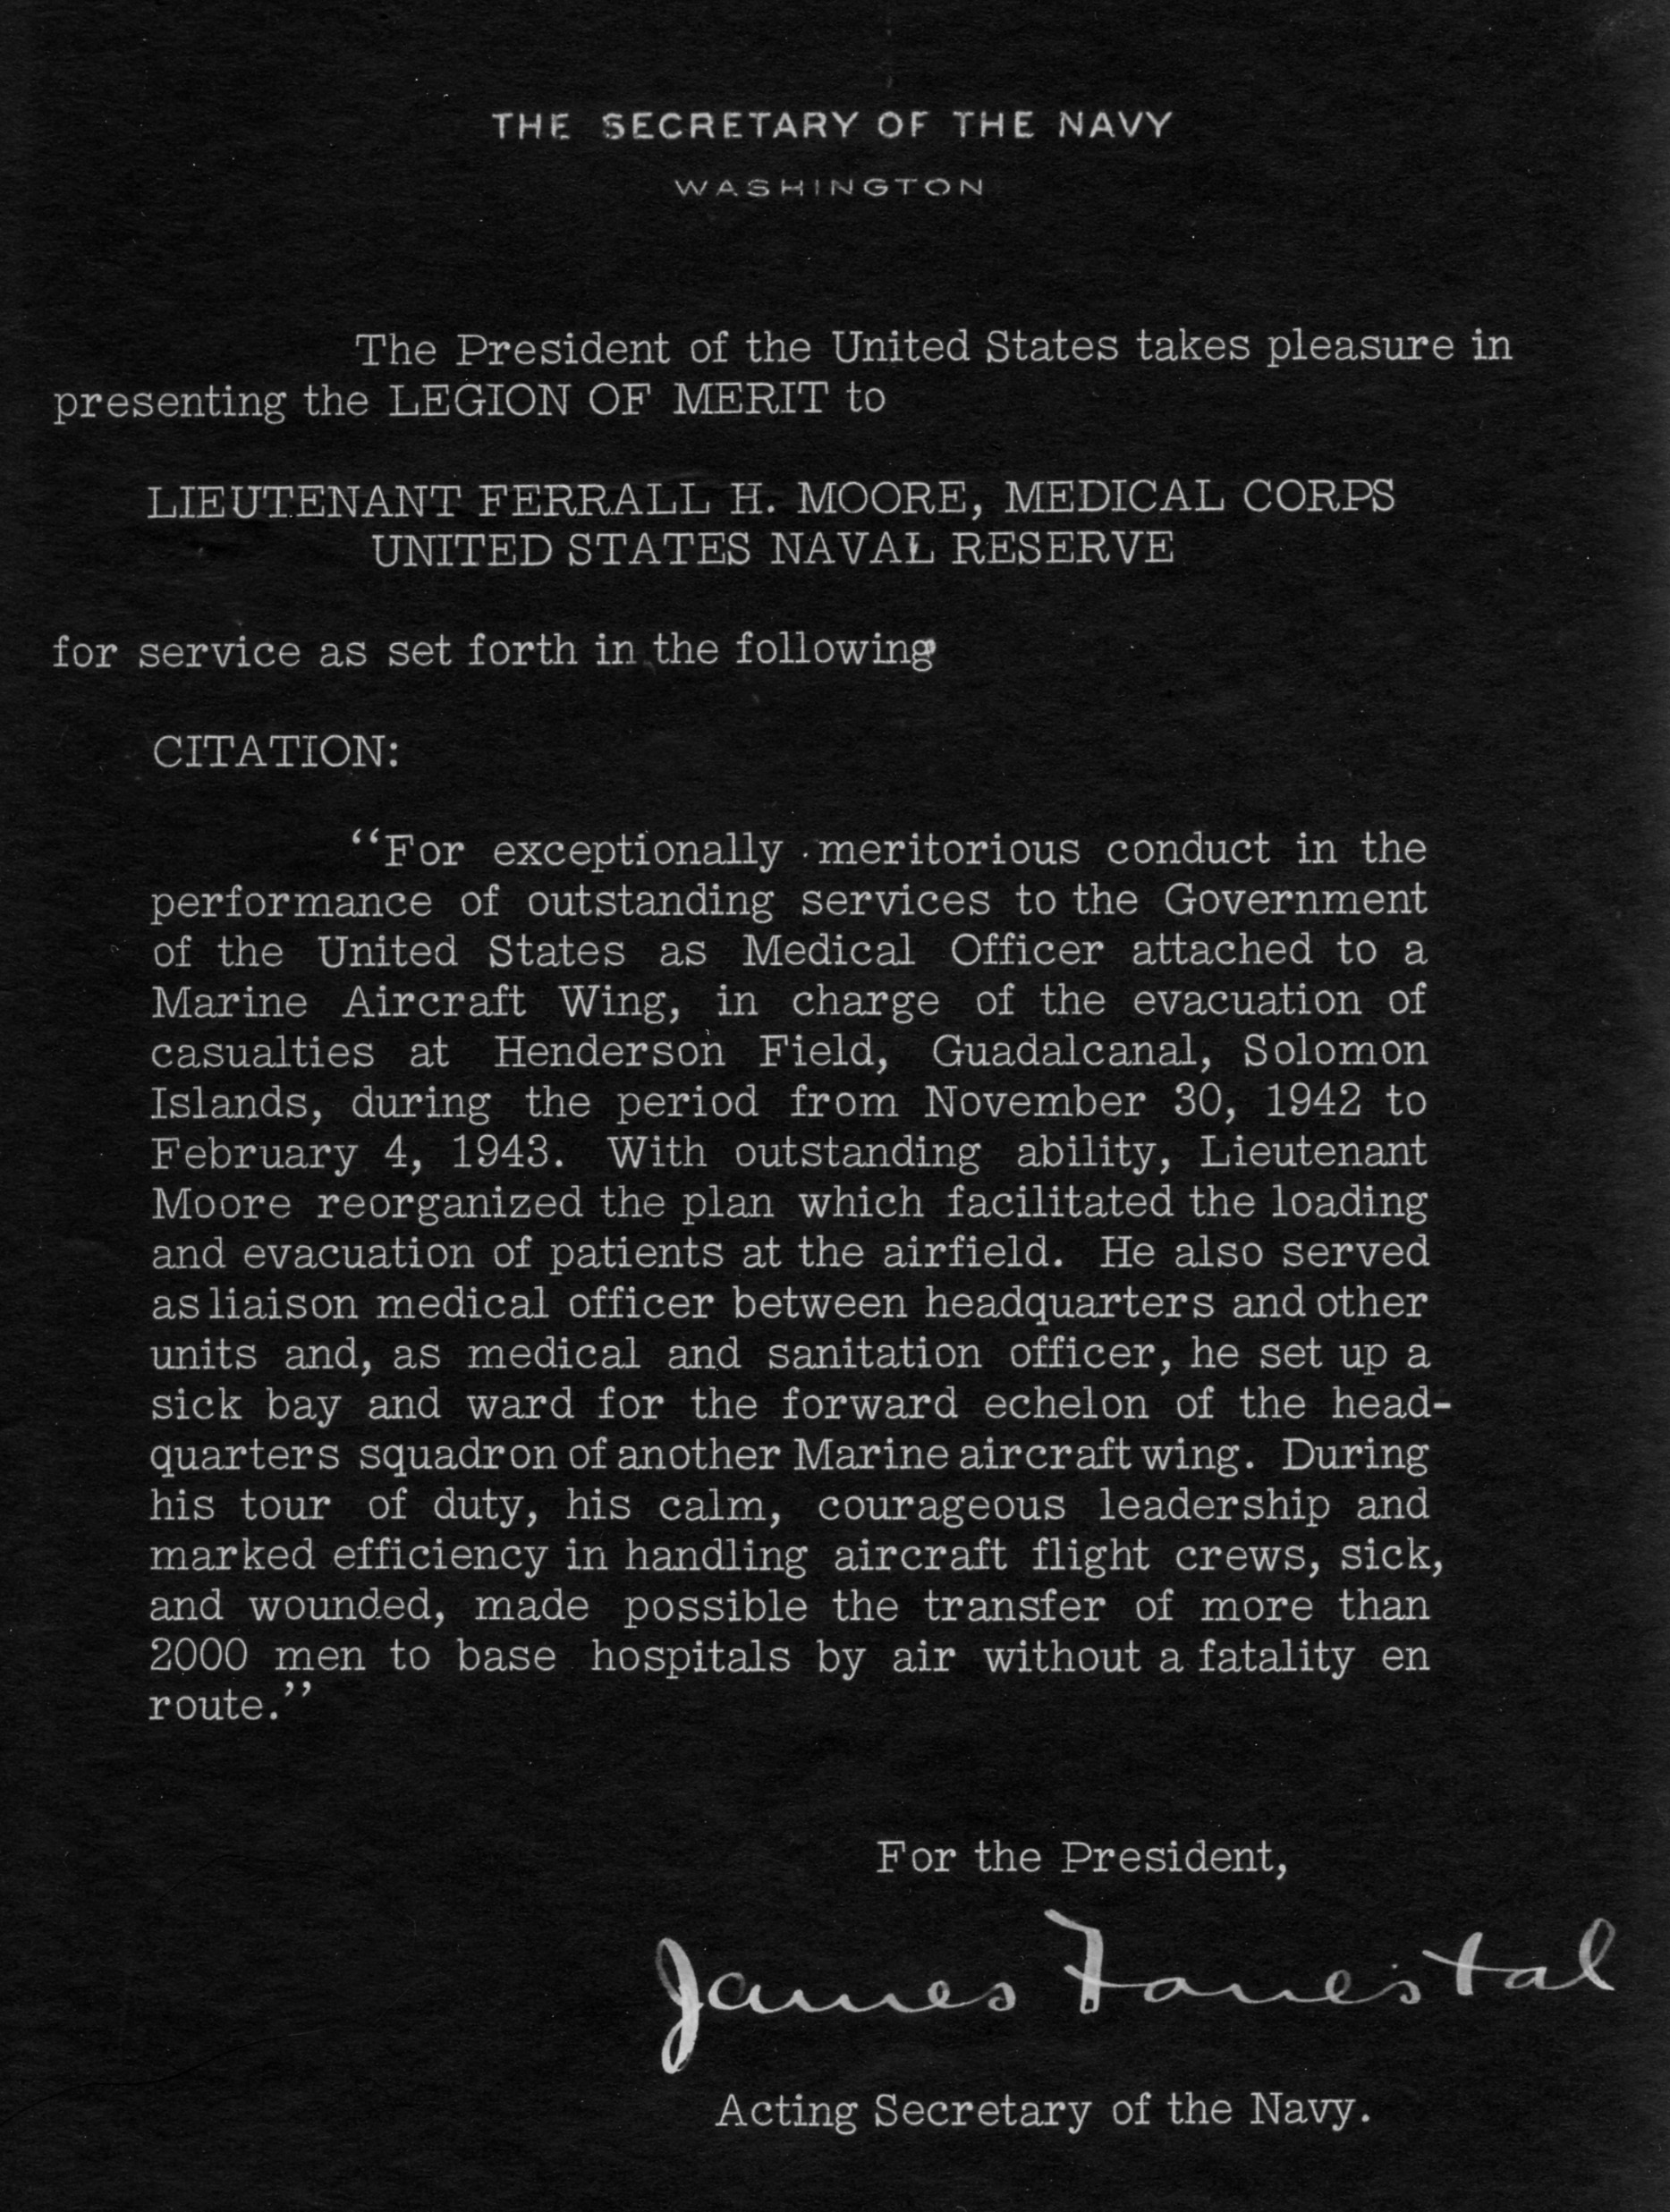 THE SECRETARY OF THE NAVY
WASHINGTON
The President of the United States takes pleasure in
presenting the LEGION OF MERIT to
LIEUTENANT FERRALL H. MOORE, MEDICAL CORPS
UNITED STATES NAVAL RESERVE
for service as set forth in the following
CITATION:
“For exceptionally meritorious conduct in the
performance of outstanding services to the Government
of the United States as Medical Officer attached to a
Marine Aircraft Wing, in charge of the evacuation of
casualties at Henderson Field, Guadalcanal, Solomon
Islands, during the period from November 30, 1942 to
February 4, 1943. With outstanding ability, Lieutenant
Moore reorganized the plan which facilitated the loading
and evacuation of patients at the airfield. He also served
as liaison medical officer between headquarters and other
units and, as medical and sanitation officer, he set up a
sick bay and ward for the forward echelon of the head-
quarters squadron of another Marine aircraft wing. During
his tour of duty, his calm, courageous leadership and
marked efficiency in handling aircraft flight crews, sick,
and wounded, made possible the transfer of more than
2000 men to base hospitals by air without a fatality en
route.”
For the President,
James Forrestal
Acting Secretary of the Navy.